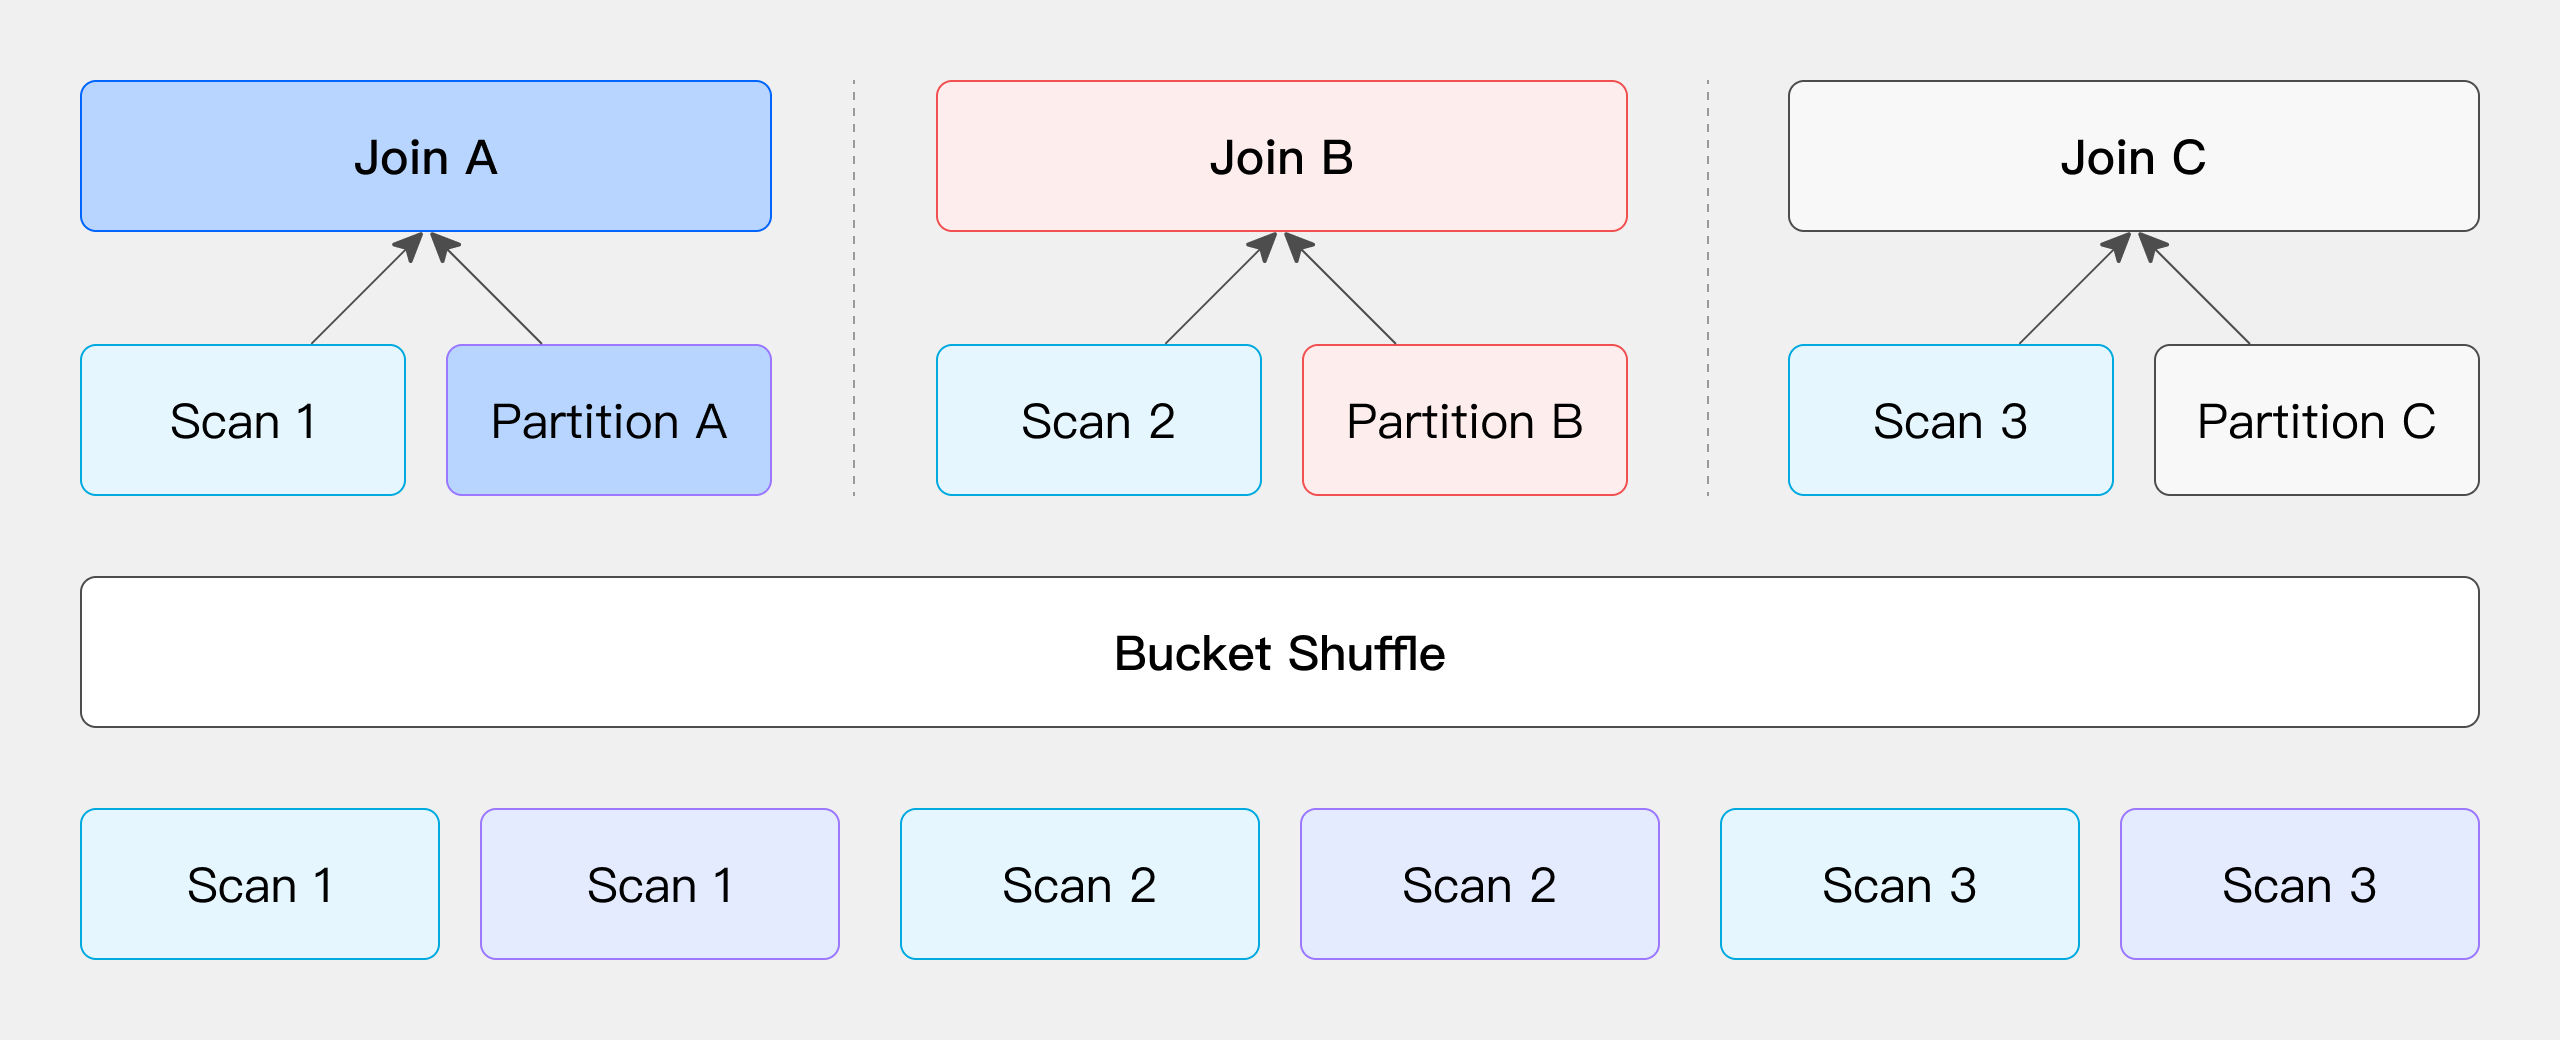 Join A
Join B
Join C
Scan 1
Partition A
Scan 2
Partition B
Scan 3
Partition C
Bucket Shuffle
Scan 1
Scan 1
Scan 2
Scan 2
Scan 3
Scan 3